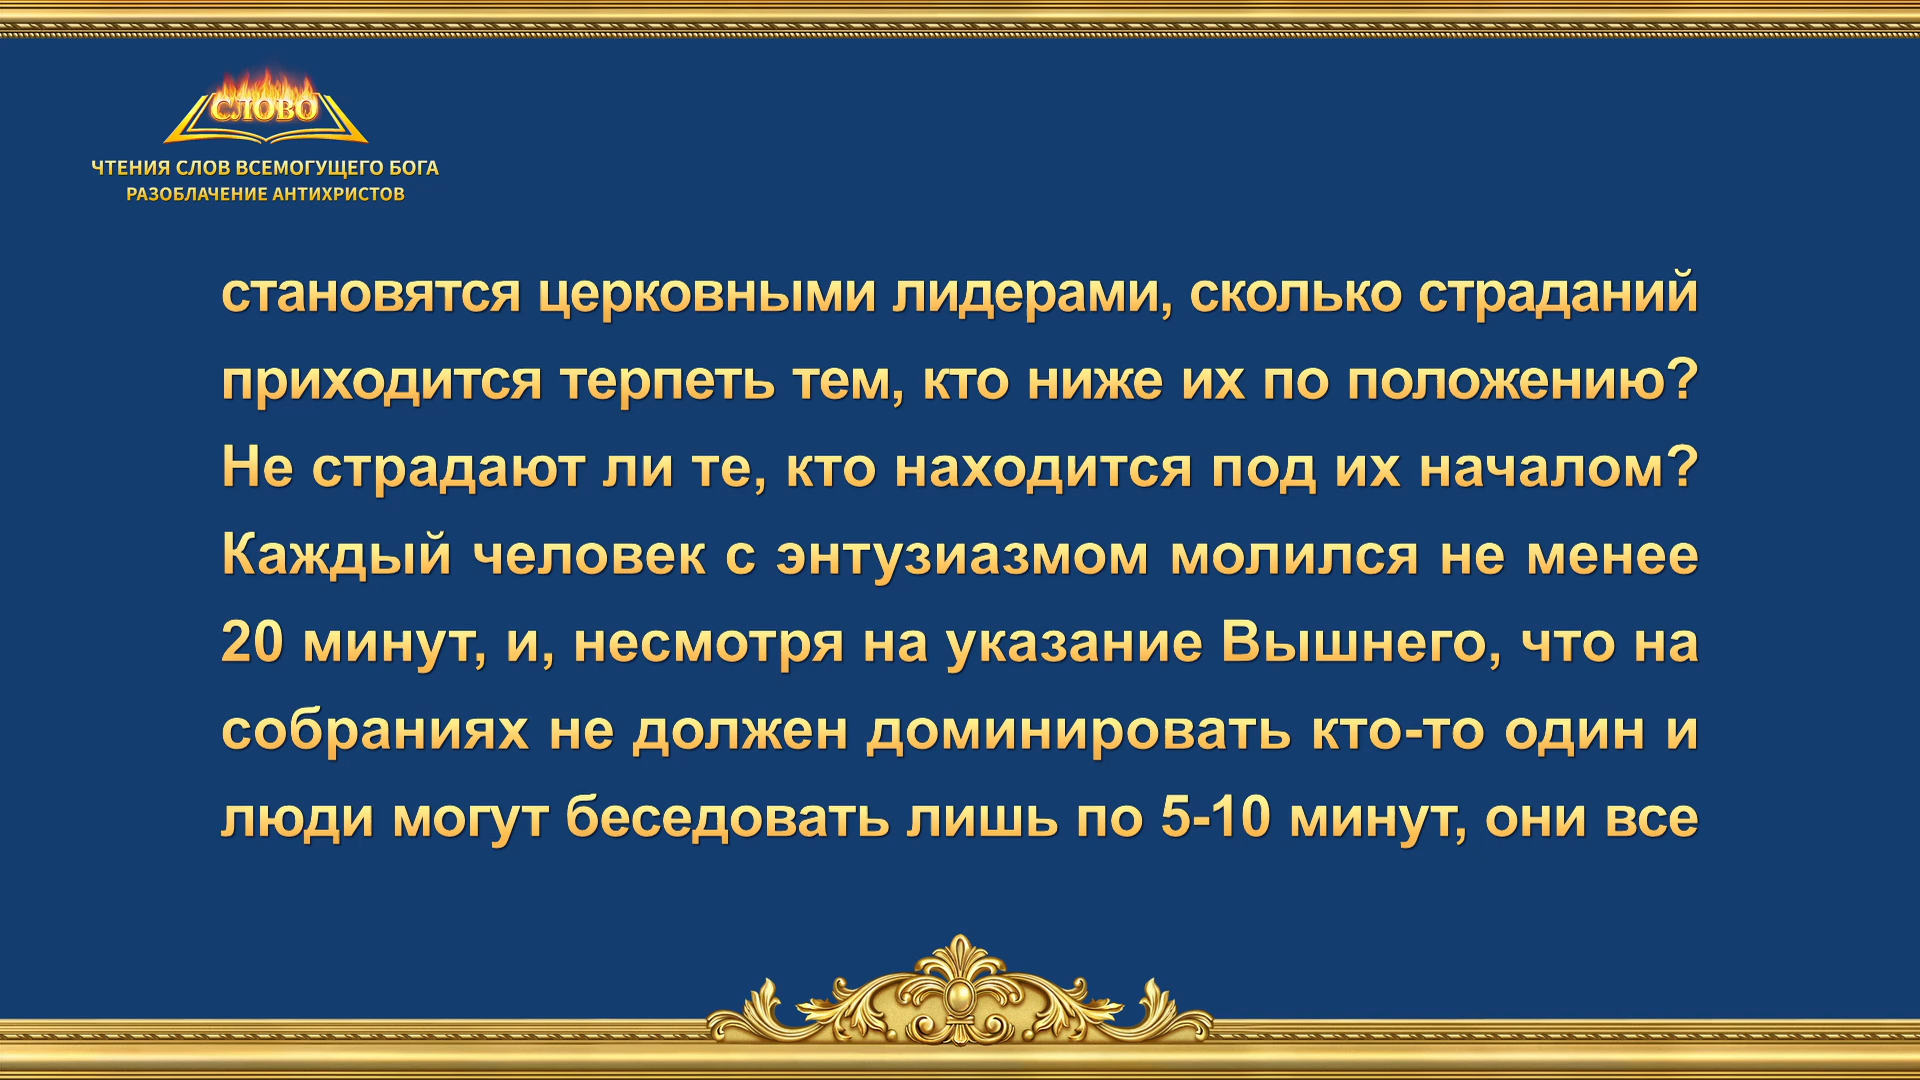 СЛОВО
ЧТЕНИЯ СЛОВ ВСЕМОГУЩЕГО БОГА
РАЗОБЛАЧЕНИЕ АНТИХРИСТОВ
становятся церковными лидерами, сколько страданий
приходится терпеть тем, кто ниже их по положению?
Не страдают ли те, кто находится под их началом?
Каждый человек с энтузиазмом молился не менее
20 минут, и, несмотря на указание Вышнего, что на
собраниях не должен доминировать кто-то один и
люди могут беседовать лишь по 5-10 минут, они все